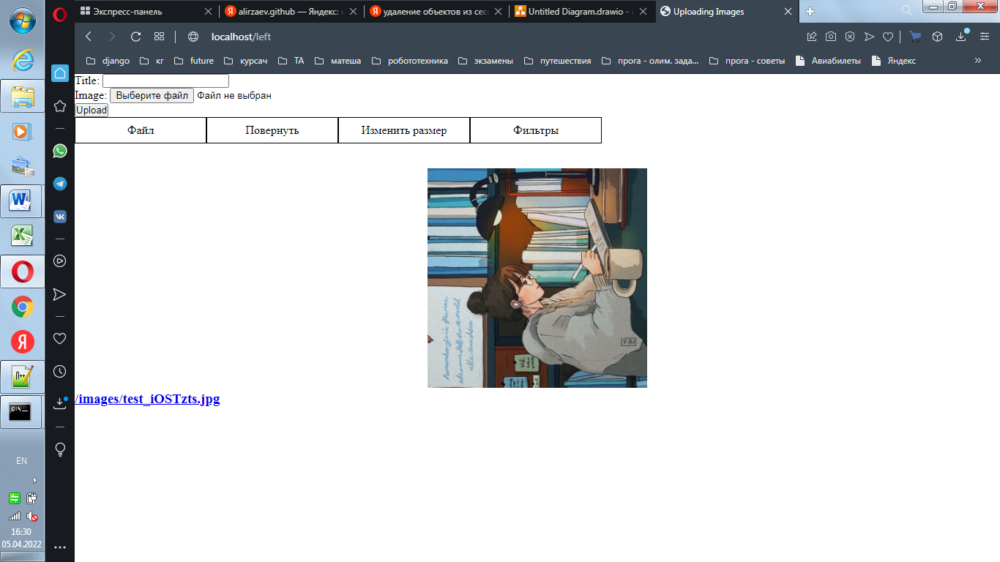 Экспресс-панель
alirzaev.github — Яндекс: н
удаление объектов из сесс
Untitled Diagram.drawio - d
Uploading Images
localhost/left
django
кг
future
курсач
ТА
матеша
робототехника
экзамены
путешествия
прога - олим. зада...
прога - советы
Авиабилеты
Яндекс
Title:
Image: Выберите файл Файл не выбран
Upload
Файл
Повернуть
Изменить размер
Фильтры
/images/test_iOSTzts.jpg
EN
16:30
05.04.2022